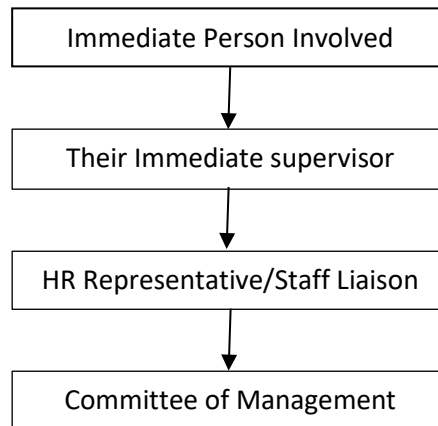 Immediate Person Involved
Their Immediate supervisor
HR Representative/Staff Liaison
Committee of Management